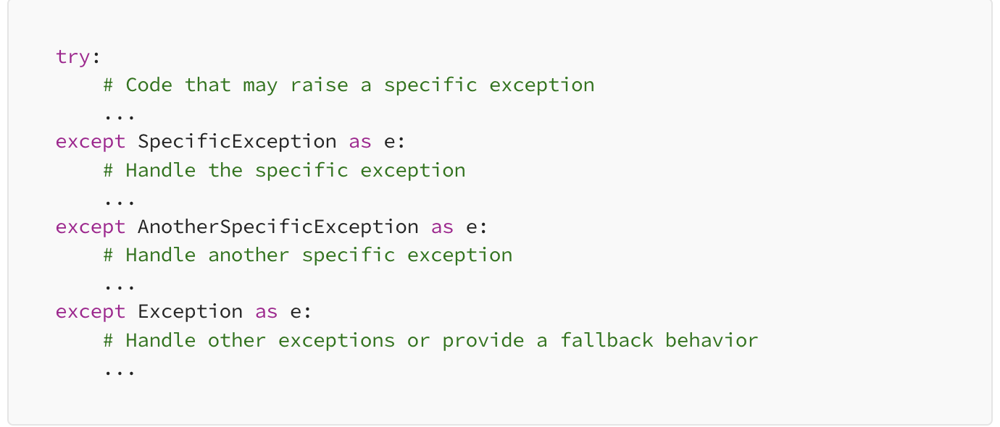 try:
    # Code that may raise a specific exception
    ...
except SpecificException as e:
    # Handle the specific exception
    ...
except AnotherSpecificException as e:
    # Handle another specific exception
    ...
except Exception as e:
    # Handle other exceptions or provide a fallback behavior
    ...